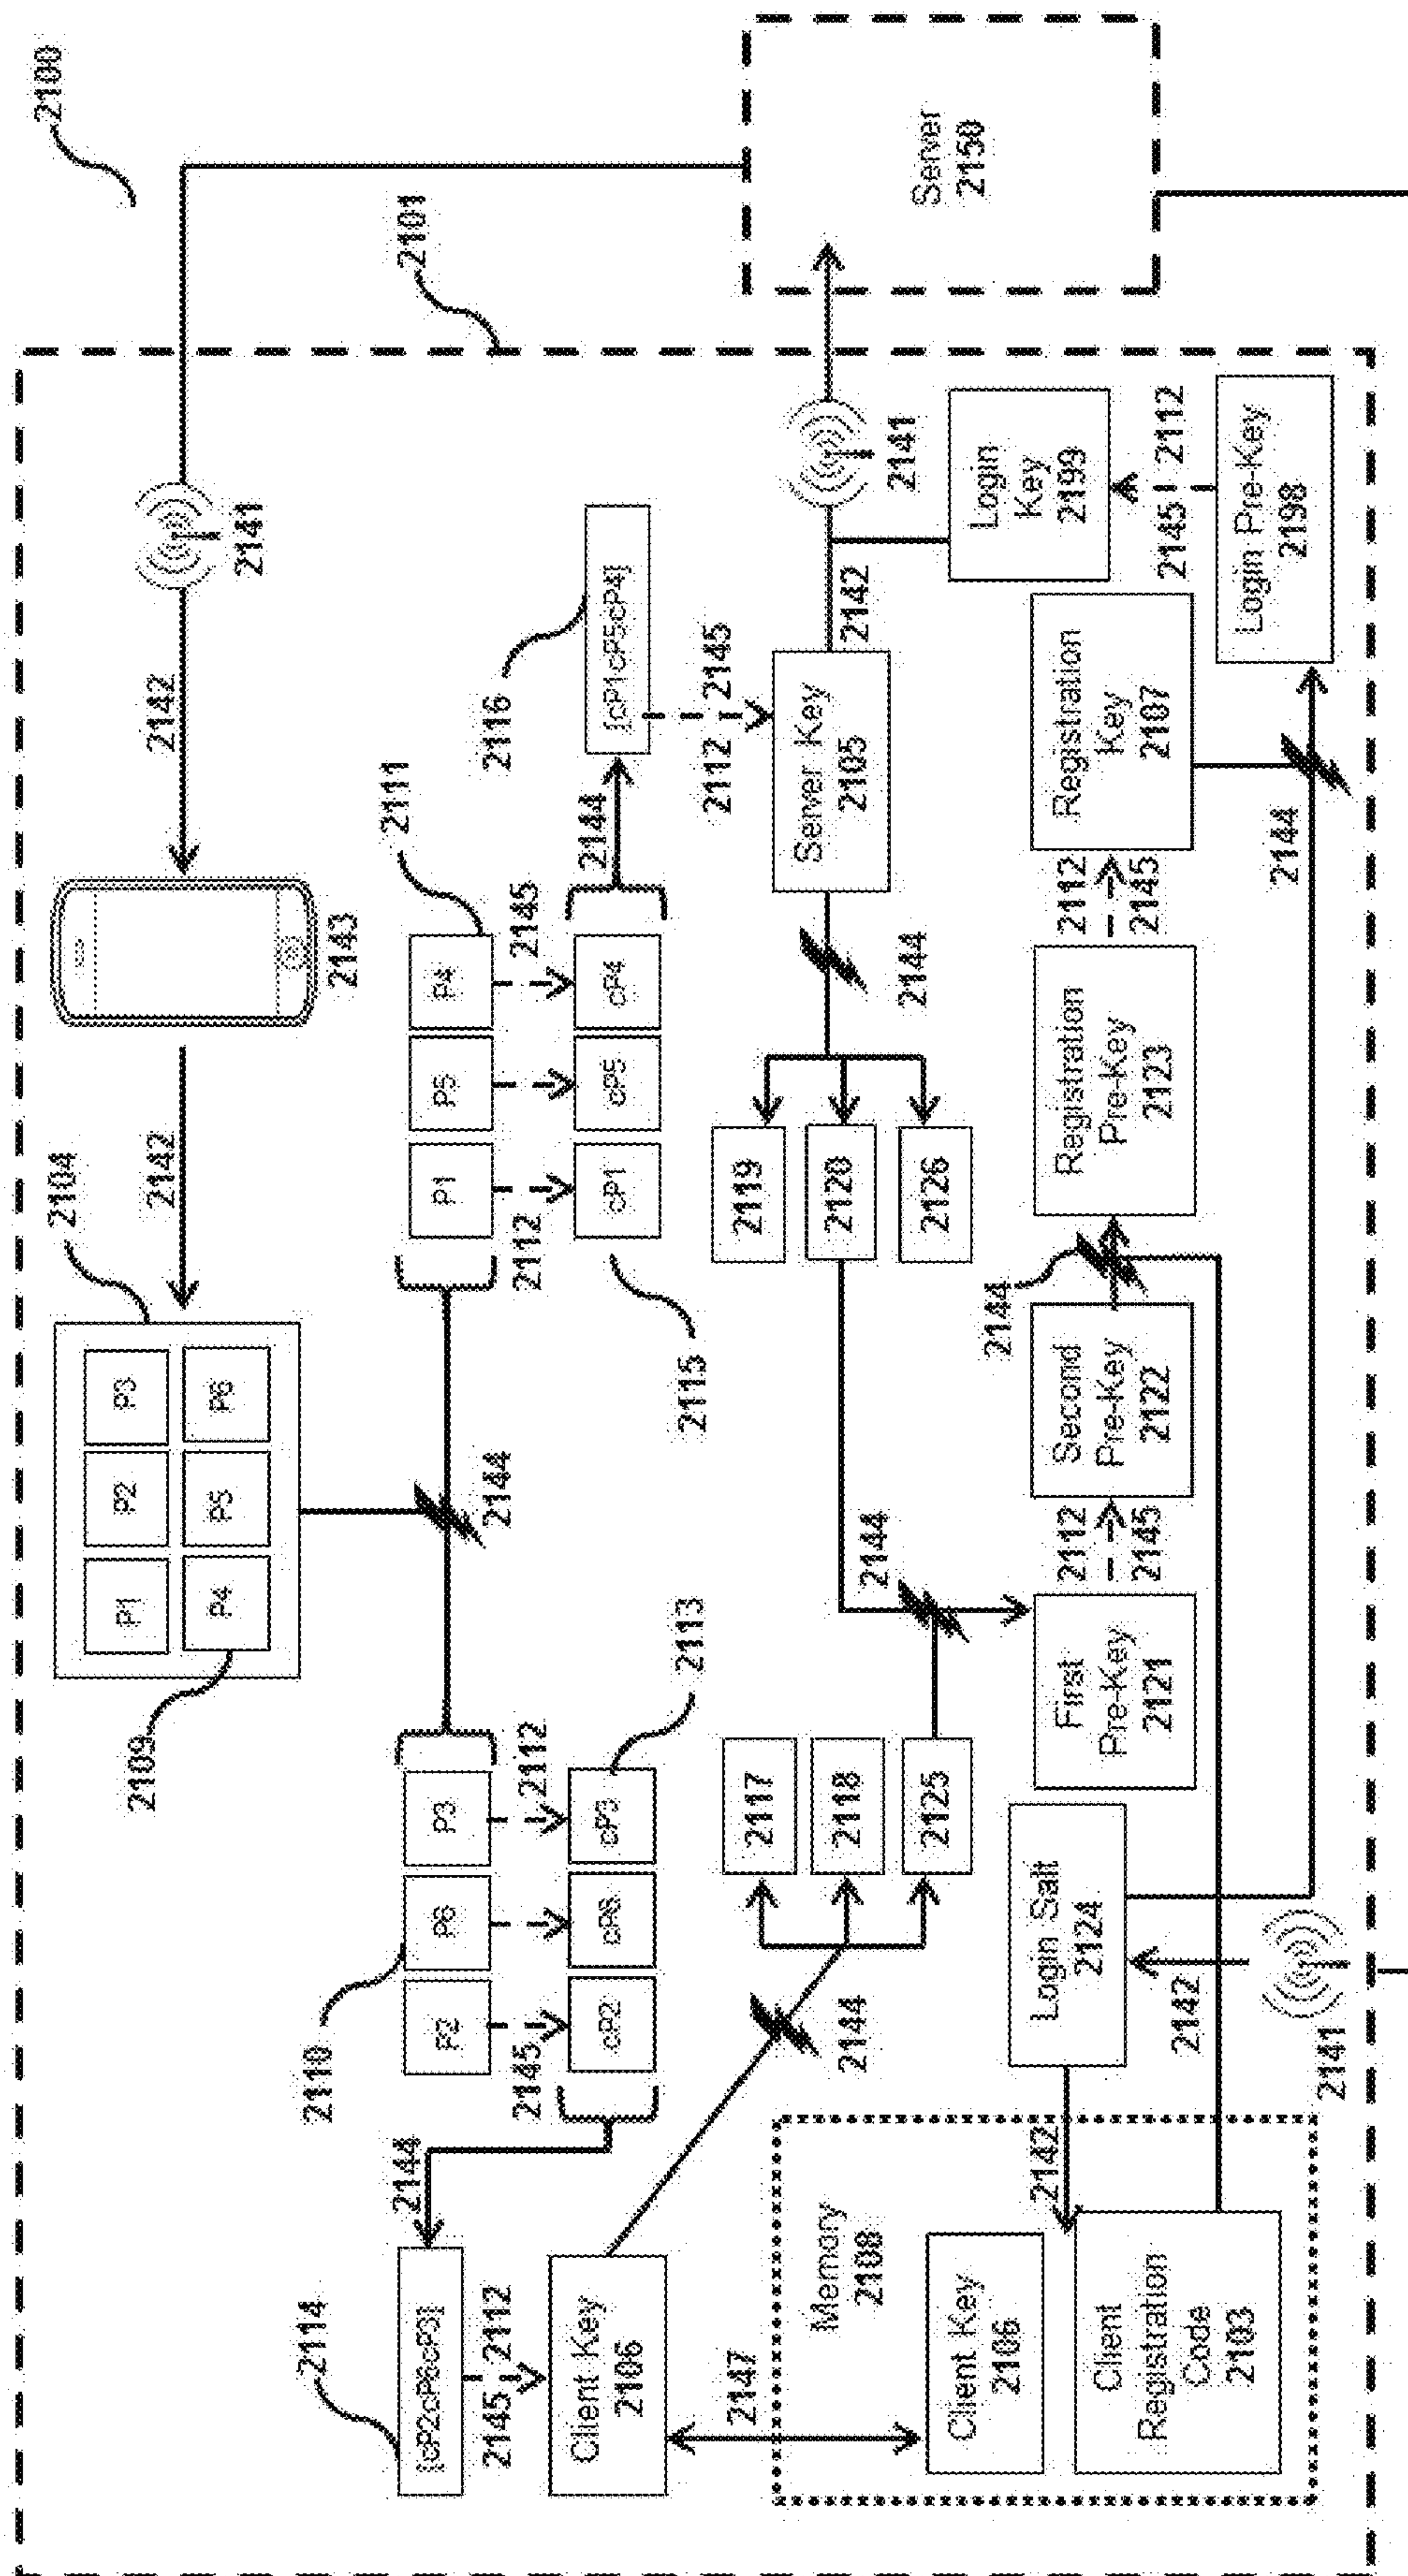 2100
2104
2142
2142
P1 P2 P3
P4 P5 P6
2109
2143
2141
2101
2114
2144
2110
2111
P2 P6 P3
P1 P5 P4
[cP2cP6cP3]
2144
2145 2112
2145 2112
2112 2145
2116
cP2 cP6 cP3
cP1 cP5 cP4
2144
[cP1cP5cP4]
2113
2115
Client Key
2106
2112 2145
2147
2144
2117
2118
2125
2119
2120
2126
2144
2144
Server Key
2105
2142
2141
Server
2150
Memory
2108
Client Key
2106
2142
Login Salt
2124
2142
2141
First
Pre-Key
2121
2112
2145
Second
Pre-Key
2122
2144
Registration
Pre-Key
2123
2112
2145
Registration
Key
2107
Login
Key
2199
2145 2112
Login Pre-Key
2198
2144
Client
Registration
Code
2103